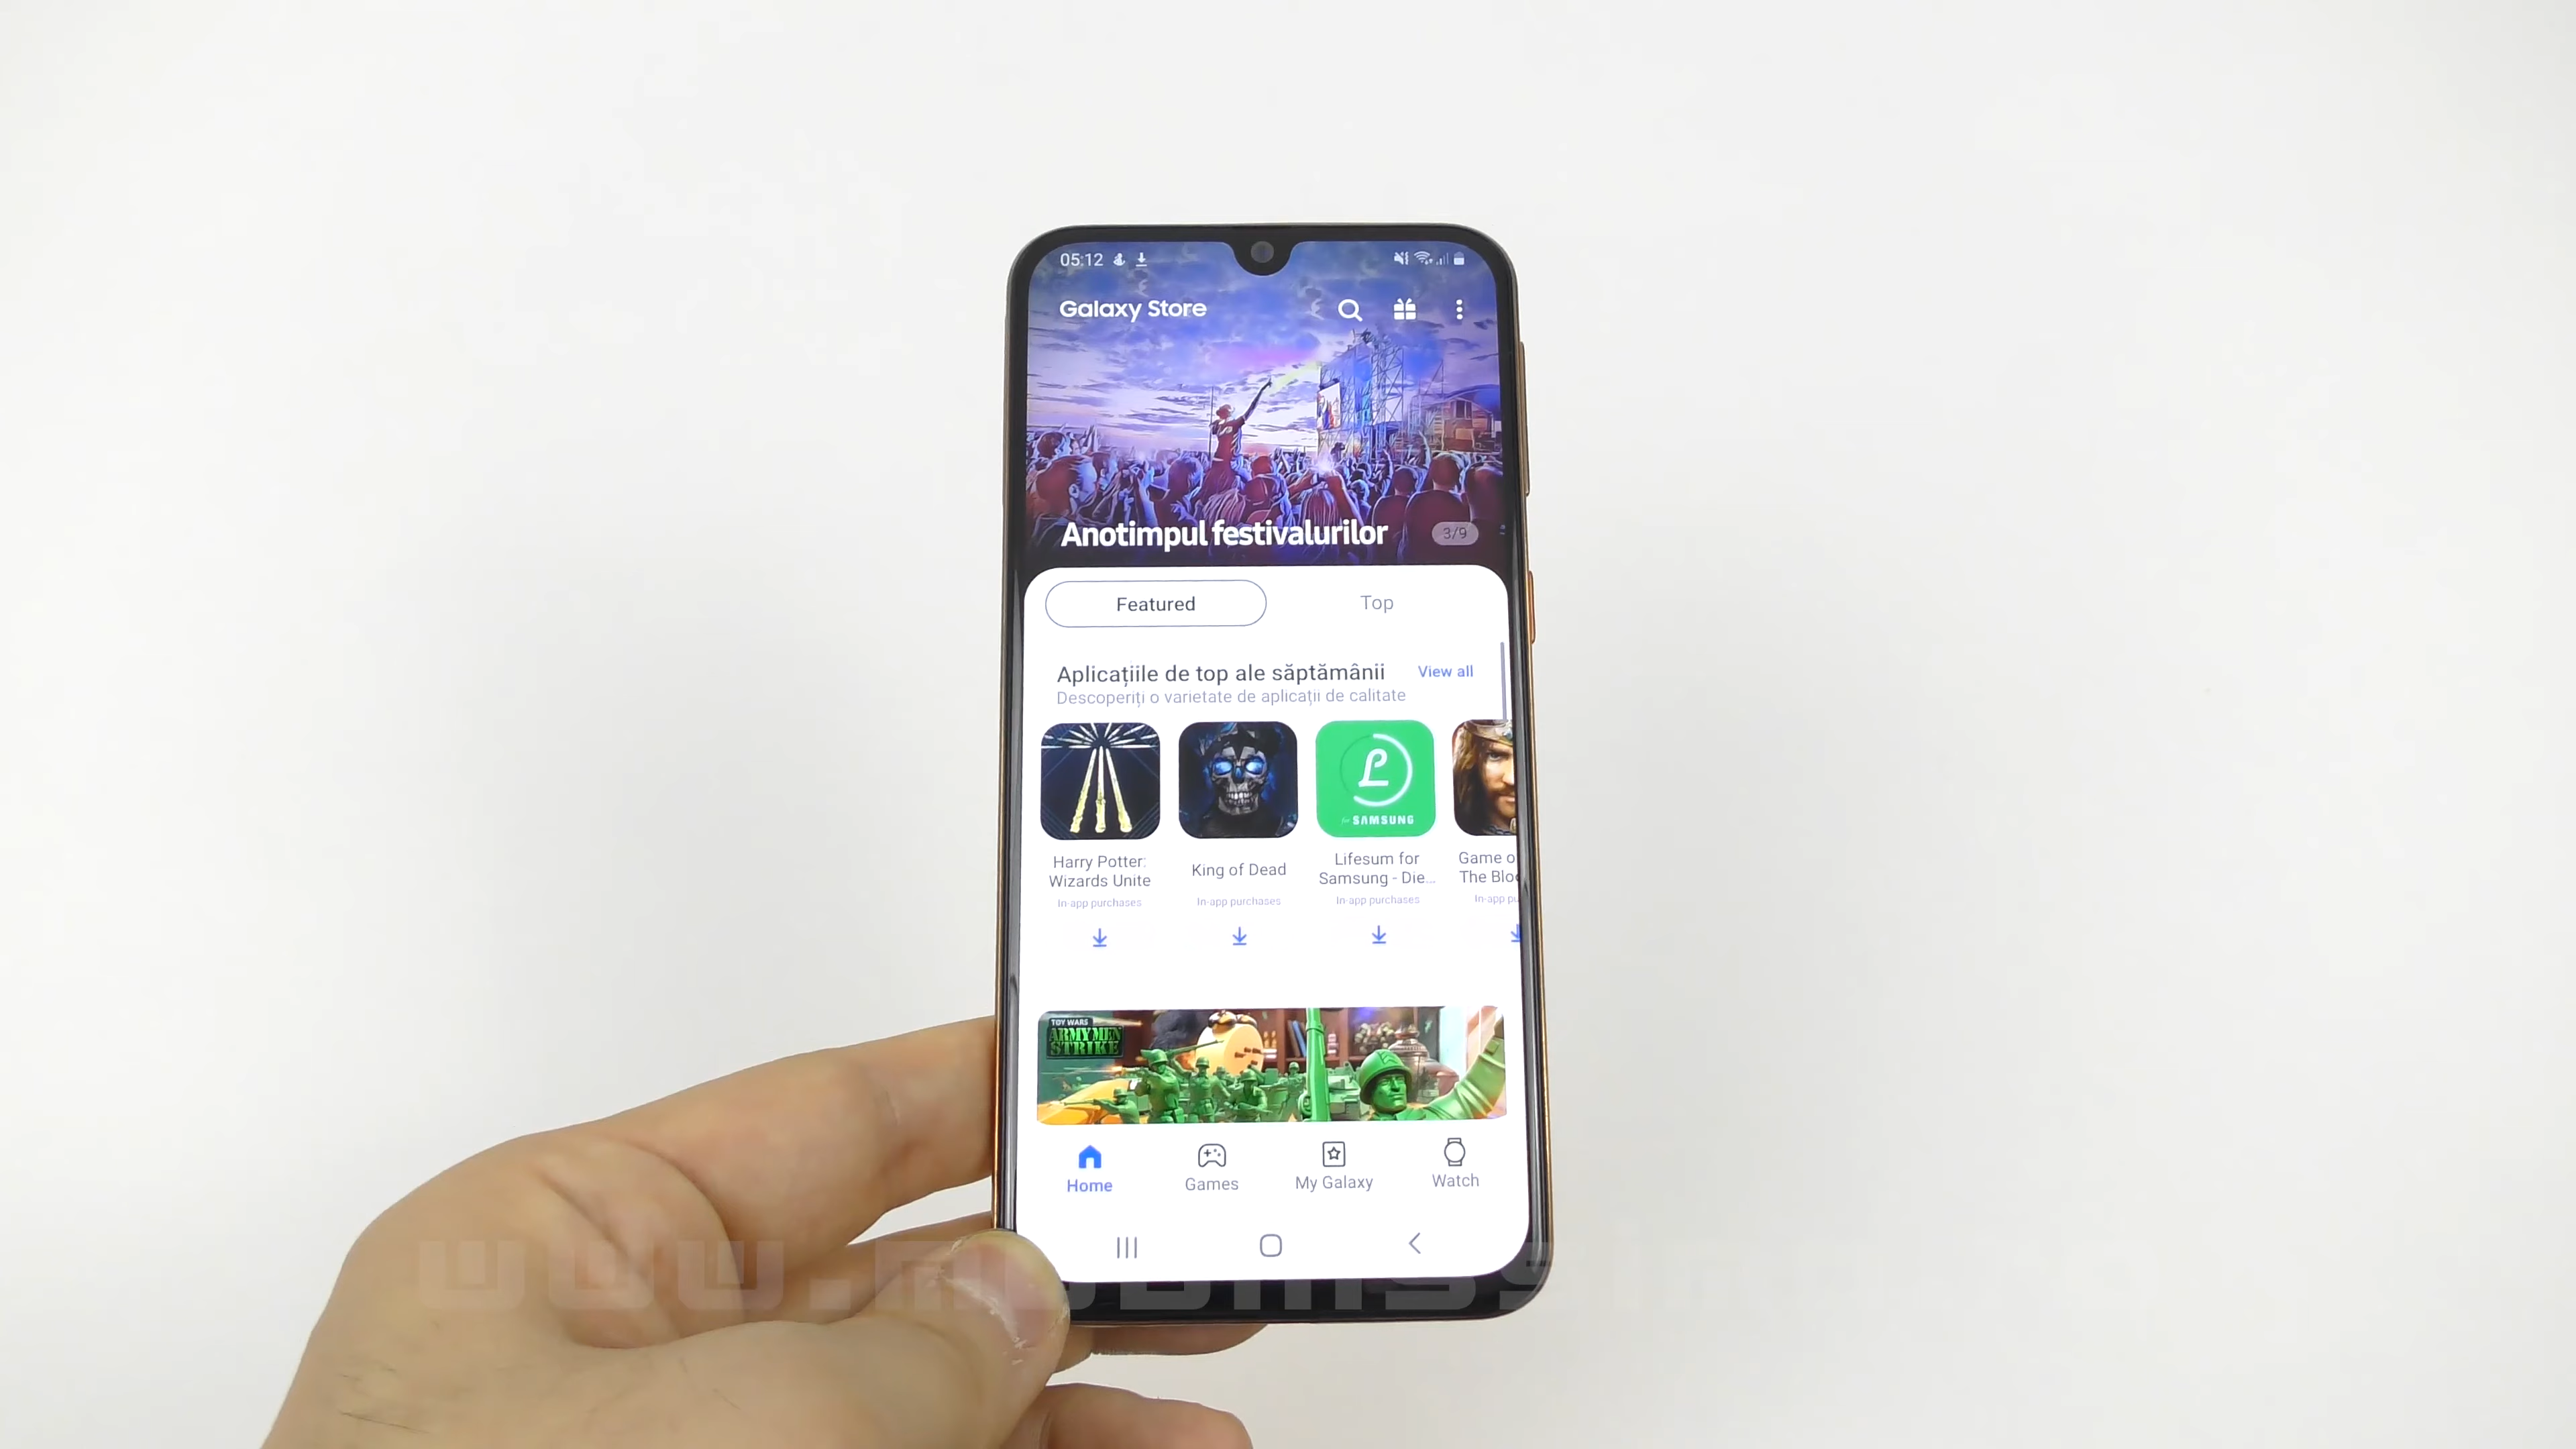 05:12
Galaxy Store
Anotimpul festivalurilor
3/9
Featured
Top
Aplicațiile de top ale săptămânii
View all
Descoperiți o varietate de aplicații de calitate
for SAMSUNG
Harry Potter:
Wizards Unite
In-app purchases
King of Dead
In-app purchases
Lifesum for
Samsung - Die...
In-app purchases
Game o
The Blo
In-app pu
TOY WARS
ARMY MEN
STRIKE
Home
Games
My Galaxy
Watch